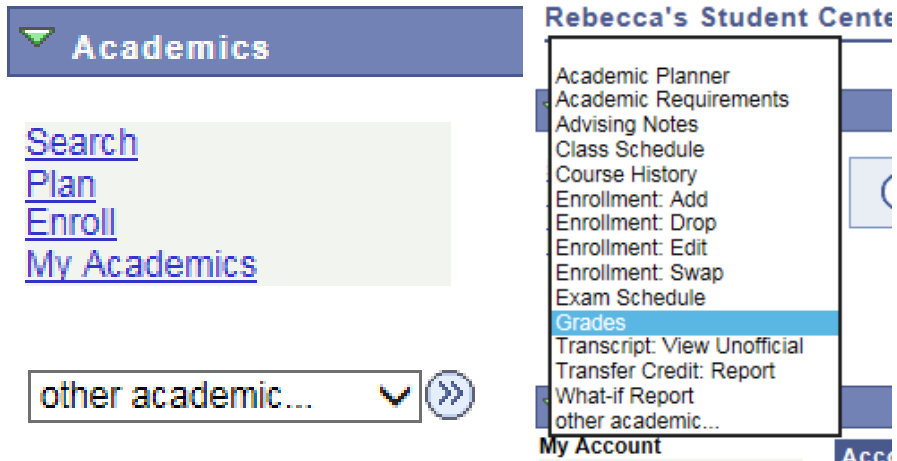 Academics
Search
Plan
Enroll
My Academics
other academic...
Rebecca's Student Cente
Academic Planner
Academic Requirements
Advising Notes
Class Schedule
Course History
Enrollment: Add
Enrollment: Drop
Enrollment: Edit
Enrollment: Swap
Exam Schedule
Grades
Transcript: View Unofficial
Transfer Credit: Report
What-if Report
other academic...
My Account
Acco